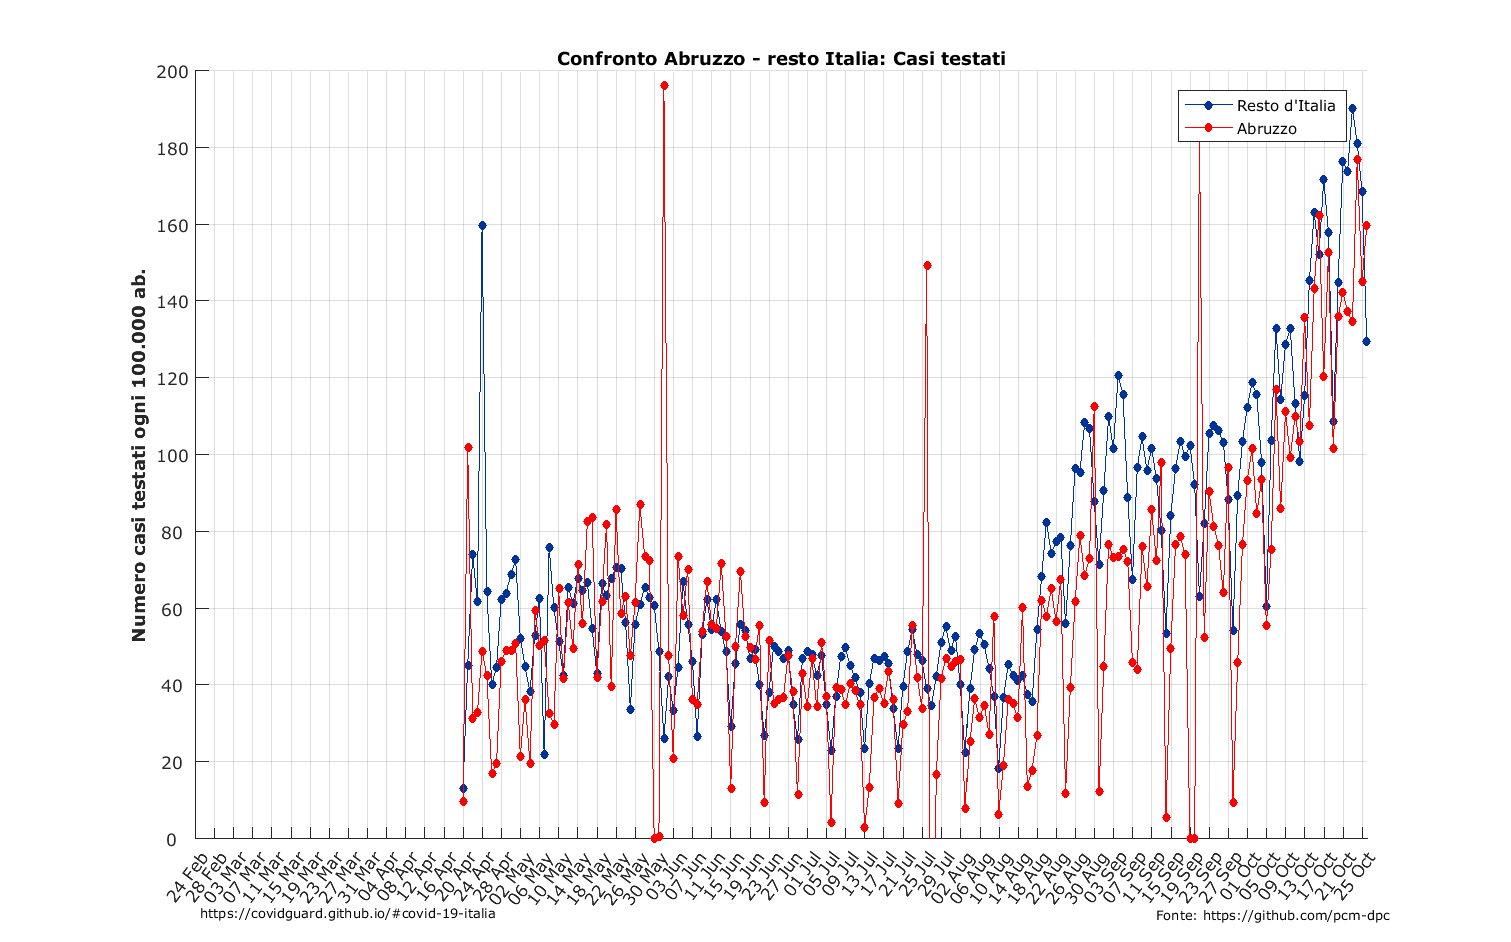 Confronto Abruzzo - resto Italia: Casi testati
Resto d'Italia
Abruzzo
Numero casi testati ogni 100.000 ab.
200
180
160
140
120
100
80
60
40
20
0
24 Feb
28 Feb
03 Mar
07 Mar
11 Mar
15 Mar
19 Mar
23 Mar
27 Mar
31 Mar
04 Apr
08 Apr
12 Apr
16 Apr
20 Apr
24 Apr
28 Apr
02 May
06 May
10 May
14 May
18 May
22 May
26 May
30 May
03 Jun
07 Jun
11 Jun
15 Jun
19 Jun
23 Jun
27 Jun
01 Jul
05 Jul
09 Jul
13 Jul
17 Jul
21 Jul
25 Jul
29 Jul
02 Aug
06 Aug
10 Aug
14 Aug
18 Aug
22 Aug
26 Aug
30 Aug
03 Sep
07 Sep
11 Sep
15 Sep
19 Sep
23 Sep
27 Sep
01 Oct
05 Oct
09 Oct
13 Oct
17 Oct
21 Oct
25 Oct
https://covidguard.github.io/#covid-19-italia
Fonte: https://github.com/pcm-dpc